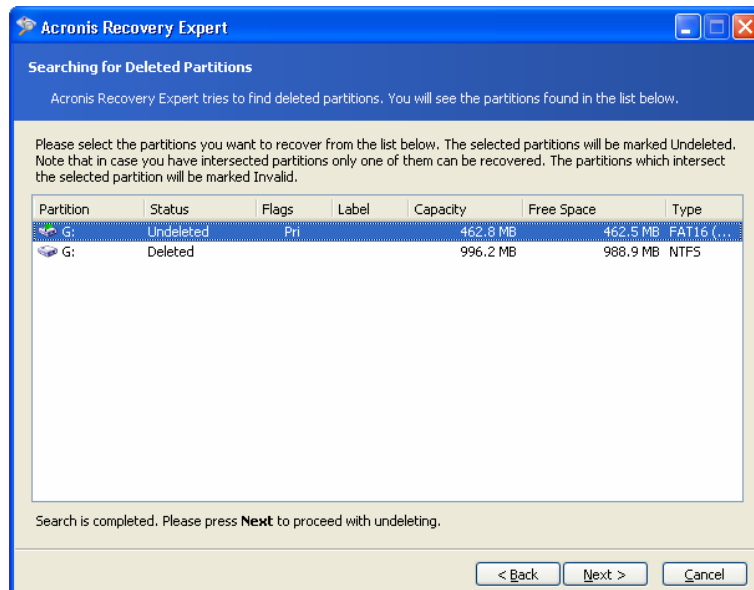 Acronis Recovery Expert
Searching for Deleted Partitions
Acronis Recovery Expert tries to find deleted partitions. You will see the partitions found in the list below.
Please select the partitions you want to recover from the list below. The selected partitions will be marked Undeleted.
Note that in case you have intersected partitions only one of them can be recovered. The partitions which intersect
the selected partition will be marked Invalid.
Partition Status Flags Label Capacity Free Space Type
G: Undeleted Pri 462.8 MB 462.5 MB FAT16 (...
G: Deleted 996.2 MB 988.9 MB NTFS
Search is completed. Please press Next to proceed with undeleting.
< Back Next > Cancel